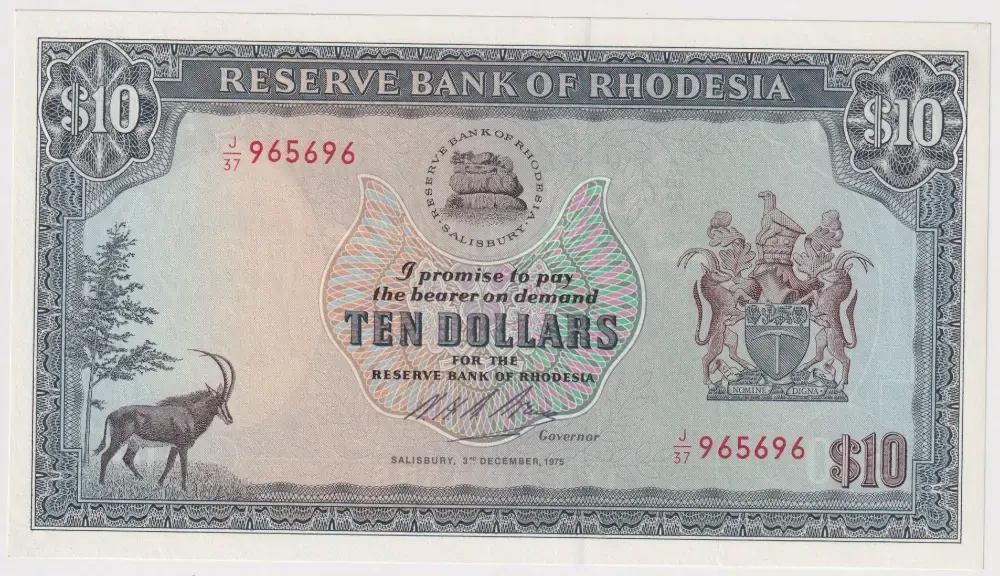 RESERVE BANK OF RHODESIA
$10
$10
J/37 965696
RESERVE BANK OF RHODESIA · SALISBURY ·
I promise to pay
the bearer on demand
TEN DOLLARS
FOR THE
RESERVE BANK OF RHODESIA
Governor
SALISBURY, 3RD DECEMBER, 1975
NOMINE DIGNA
J/37 965696
$10